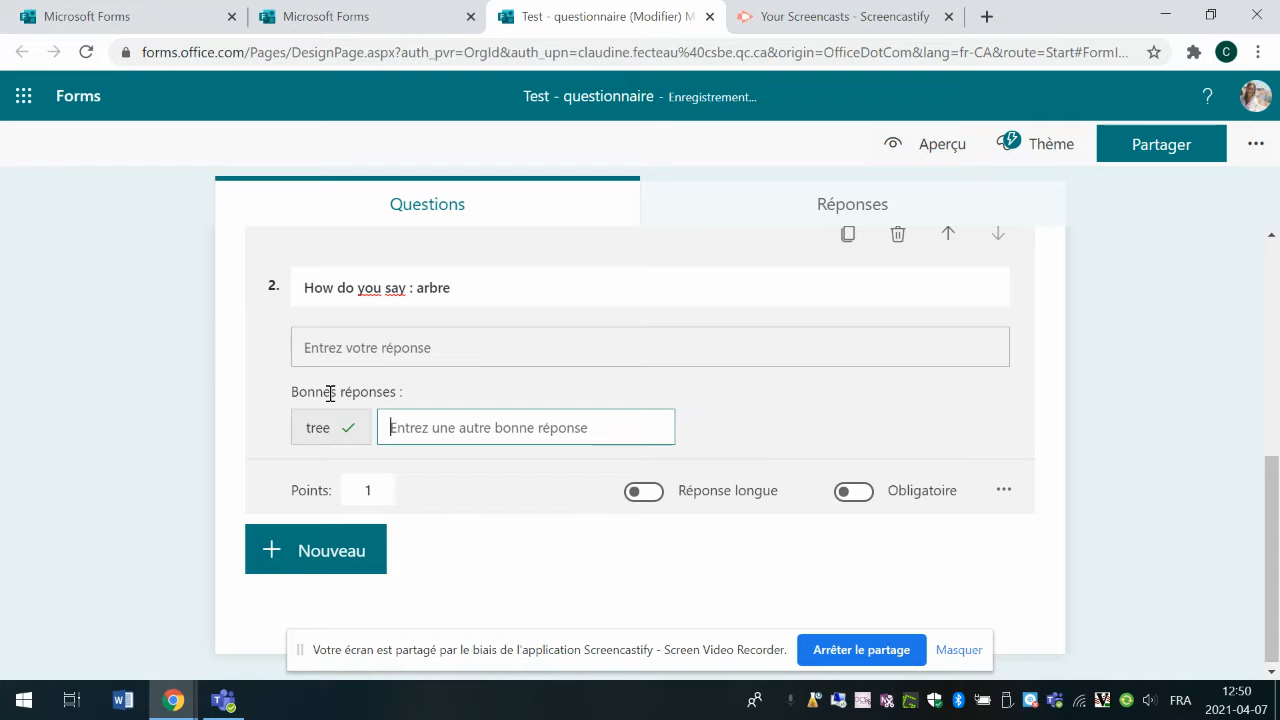 Microsoft Forms
Microsoft Forms
Test - questionnaire (Modifier) M
Your Screencasts - Screencastify
forms.office.com/Pages/DesignPage.aspx?auth_pvr=OrgId&auth_upn=claudine.fecteau%40csbe.qc.ca&origin=OfficeDotCom&lang=fr-CA&route=Start#FormI...
C
Forms
Test - questionnaire - Enregistrement...
?
Aperçu
Thème
Partager
Questions
Réponses
2.
How do you say : arbre
Entrez votre réponse
Bonnes réponses :
tree
Entrez une autre bonne réponse
Points:
1
Réponse longue
Obligatoire
Nouveau
Votre écran est partagé par le biais de l'application Screencastify - Screen Video Recorder.
Arrêter le partage
Masquer
FRA
12:50
2021-04-07